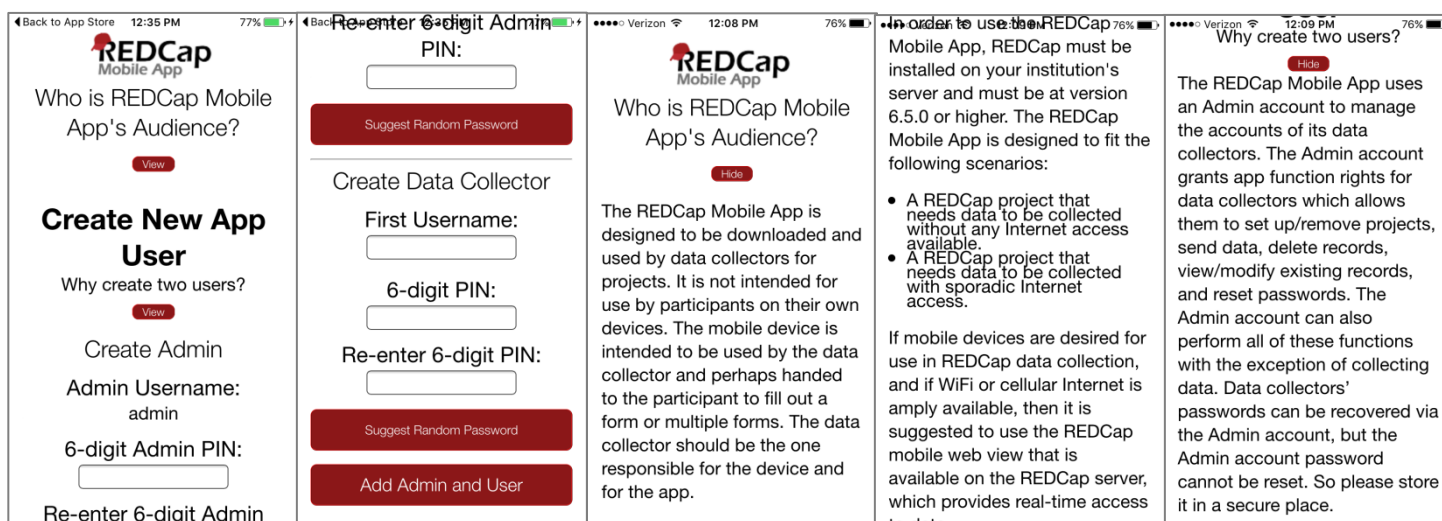 Back to App Store 12:35 PM 77%
REDCap
Mobile App
Who is REDCap Mobile
App's Audience?
View
Create New App
User
Why create two users?
View
Create Admin
Admin Username:
admin
6-digit Admin PIN:
Re-enter 6-digit Admin
Re-enter 6-digit Admin
PIN:
Suggest Random Password
Create Data Collector
First Username:
6-digit PIN:
Re-enter 6-digit PIN:
Suggest Random Password
Add Admin and User
Verizon 12:08 PM 76%
REDCap
Mobile App
Who is REDCap Mobile
App's Audience?
Hide
The REDCap Mobile App is
designed to be downloaded and
used by data collectors for
projects. It is not intended for
use by participants on their own
devices. The mobile device is
intended to be used by the data
collector and perhaps handed
to the participant to fill out a
form or multiple forms. The data
collector should be the one
responsible for the device and
for the app.
76%
In order to use the REDCap
Mobile App, REDCap must be
installed on your institution's
server and must be at version
6.5.0 or higher. The REDCap
Mobile App is designed to fit the
following scenarios:
• A REDCap project that
needs data to be collected
without any Internet access
available.
• A REDCap project that
needs data to be collected
with sporadic Internet
access.
If mobile devices are desired for
use in REDCap data collection,
and if WiFi or cellular Internet is
amply available, then it is
suggested to use the REDCap
mobile web view that is
available on the REDCap server,
which provides real-time access
Verizon 12:09 PM 76%
Why create two users?
Hide
The REDCap Mobile App uses
an Admin account to manage
the accounts of its data
collectors. The Admin account
grants app function rights for
data collectors which allows
them to set up/remove projects,
send data, delete records,
view/modify existing records,
and reset passwords. The
Admin account can also
perform all of these functions
with the exception of collecting
data. Data collectors'
passwords can be recovered via
the Admin account, but the
Admin account password
cannot be reset. So please store
it in a secure place.